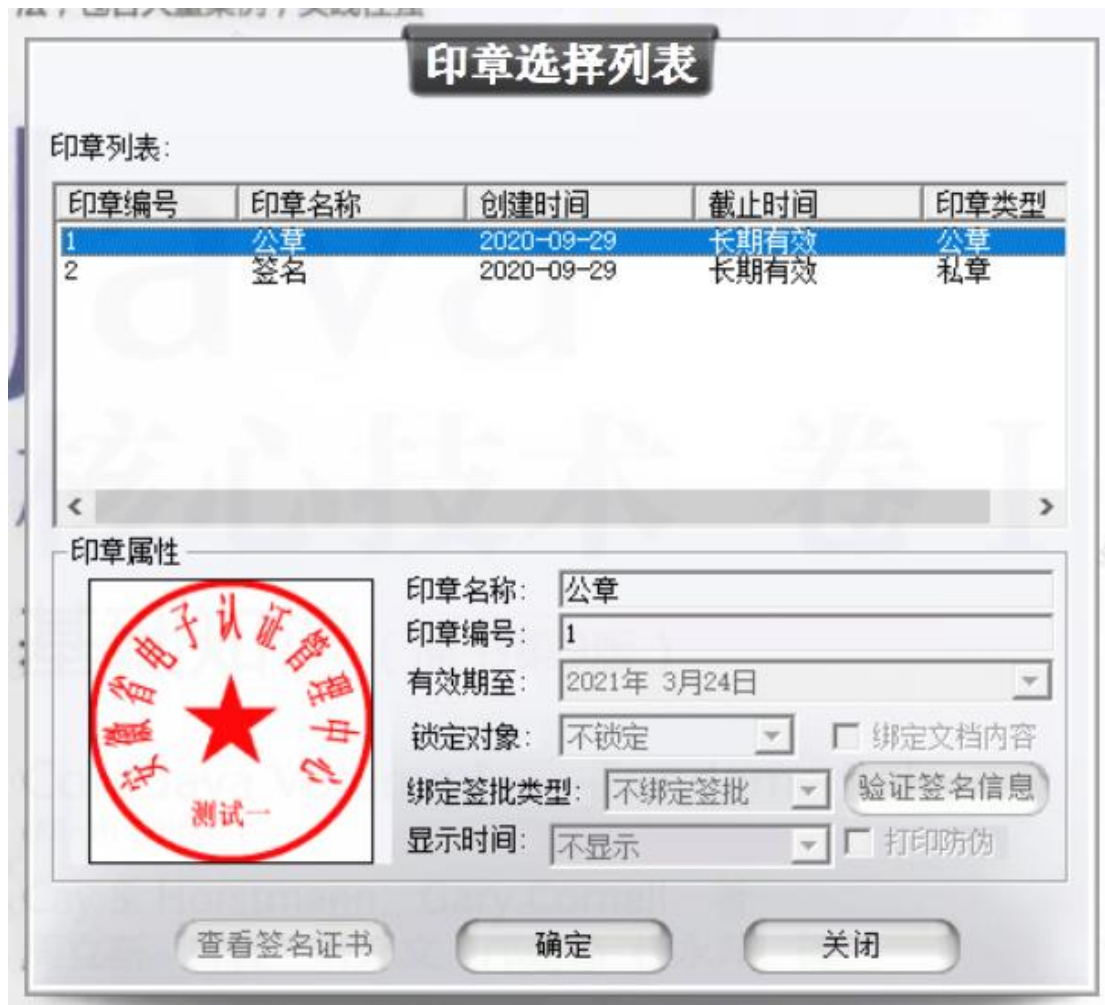 印章选择列表
印章列表:
印章编号 印章名称 创建时间 截止时间 印章类型
1 公章 2020-09-29 长期有效 公章
2 签名 2020-09-29 长期有效 私章
印章属性
安徽省电子认证管理中心
测试一
印章名称: 公章
印章编号: 1
有效期至: 2021年 3月24日
锁定对象: 不锁定 绑定文档内容
绑定签批类型: 不绑定签批 验证签名信息
显示时间: 不显示 打印防伪
查看签名证书 确定 关闭